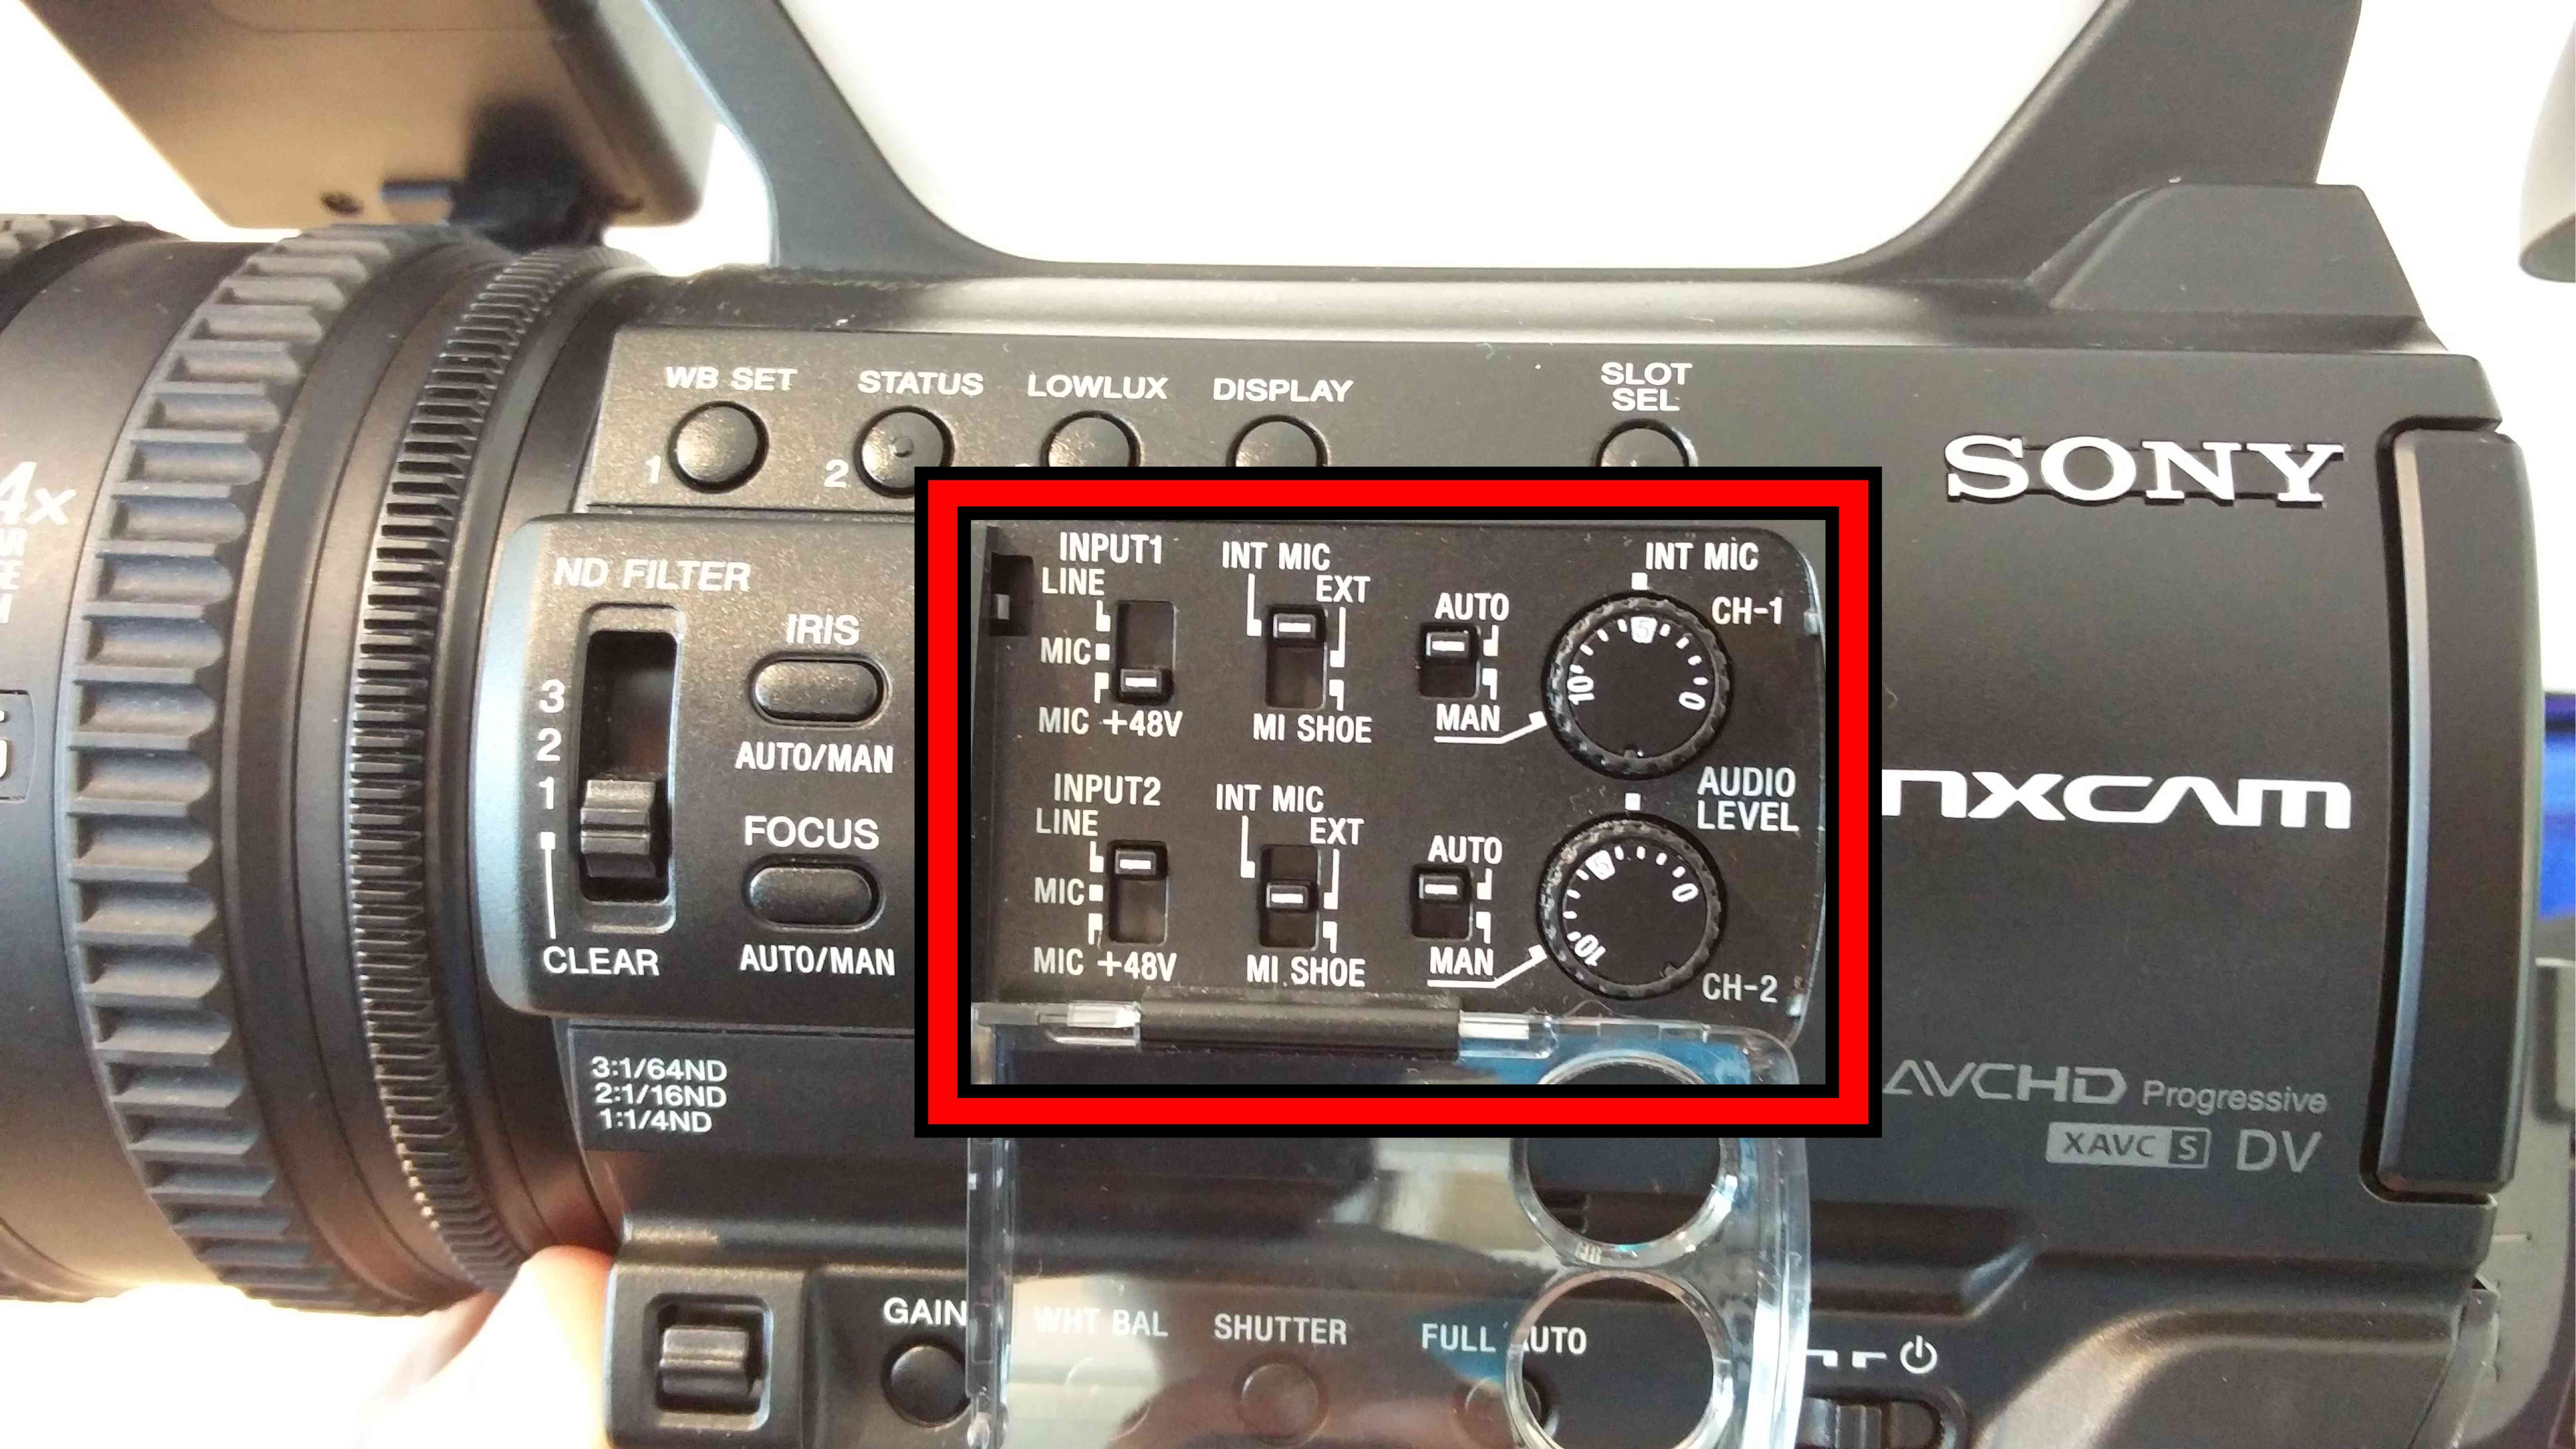 WB SET
STATUS
LOWLUX
DISPLAY
SLOT
SEL
1
2
SONY
4x
ND FILTER
3
2
1
CLEAR
IRIS
AUTO/MAN
FOCUS
AUTO/MAN
INPUT1
LINE
MIC
MIC +48V
INT MIC
EXT
MI SHOE
AUTO
MAN
INT MIC
CH-1
5
10
0
INPUT2
LINE
MIC
MIC +48V
INT MIC
EXT
MI SHOE
AUTO
MAN
AUDIO
LEVEL
5
10
0
CH-2
NXCAM
3:1/64ND
2:1/16ND
1:1/4ND
AVCHD Progressive
XAVC S DV
GAIN
WHT BAL
SHUTTER
FULL AUTO